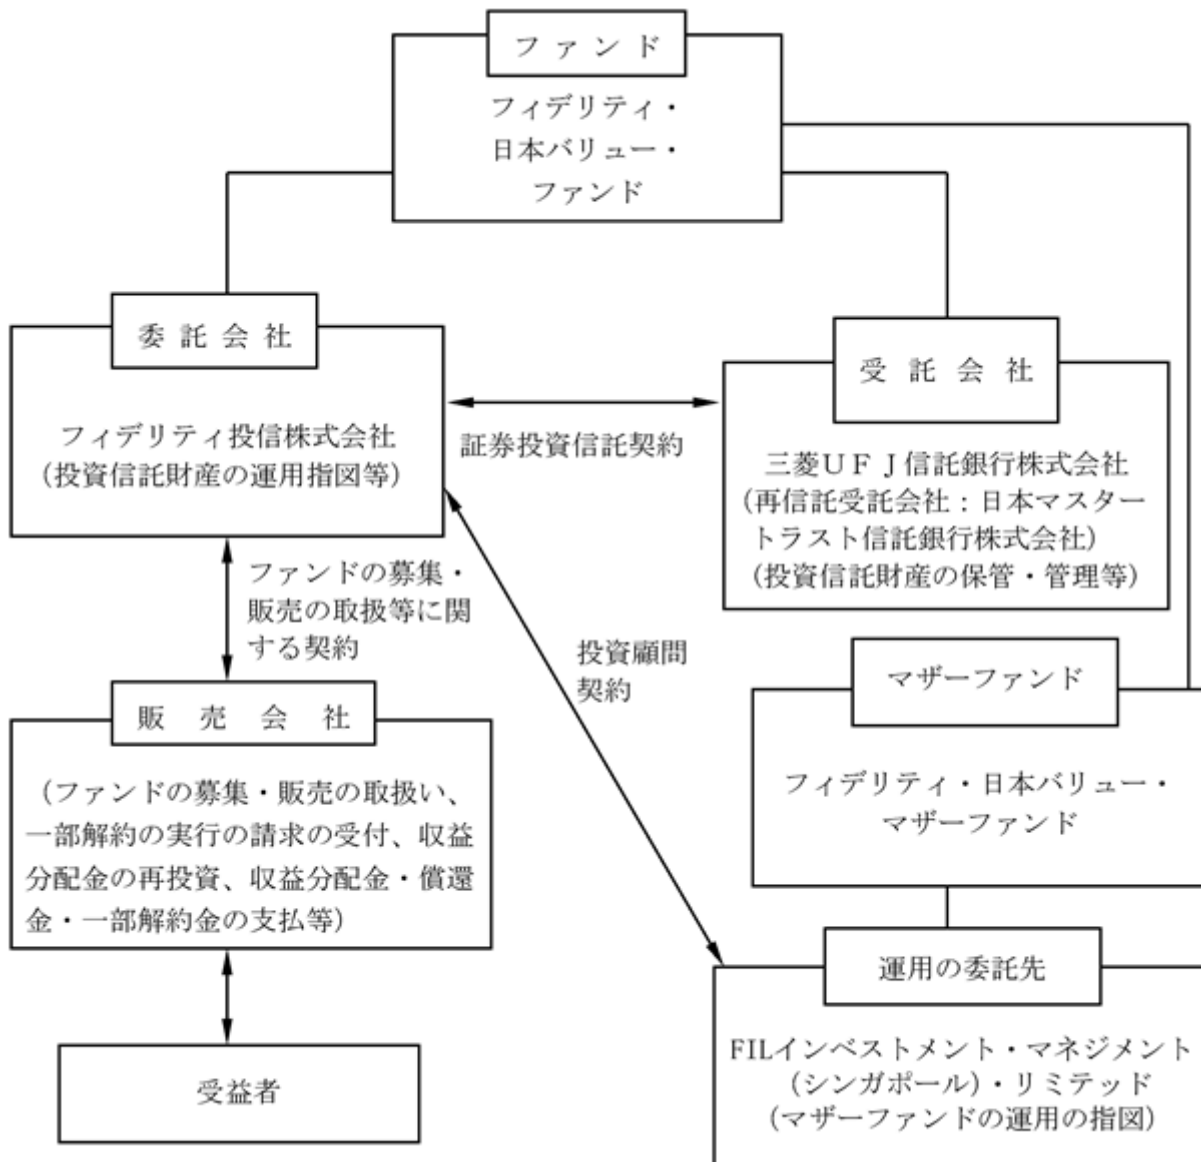 ファンド
フィデリティ・
日本バリュー・
ファンド
委託会社
フィデリティ投信株式会社
(投資信託財産の運用指図等)
証券投資信託契約
受託会社
三菱UFJ信託銀行株式会社
(再信託受託会社:日本マスター
トラスト信託銀行株式会社)
(投資信託財産の保管・管理等)
ファンドの募集・
販売の取扱等に関
する契約
投資顧問
契約
マザーファンド
フィデリティ・日本バリュー・
マザーファンド
販売会社
(ファンドの募集・販売の取扱い、
一部解約の実行の請求の受付、収益
分配金の再投資、収益分配金・償還
金・一部解約金の支払等)
運用の委託先
FILインベストメント・マネジメント
(シンガポール)・リミテッド
(マザーファンドの運用の指図)
受益者